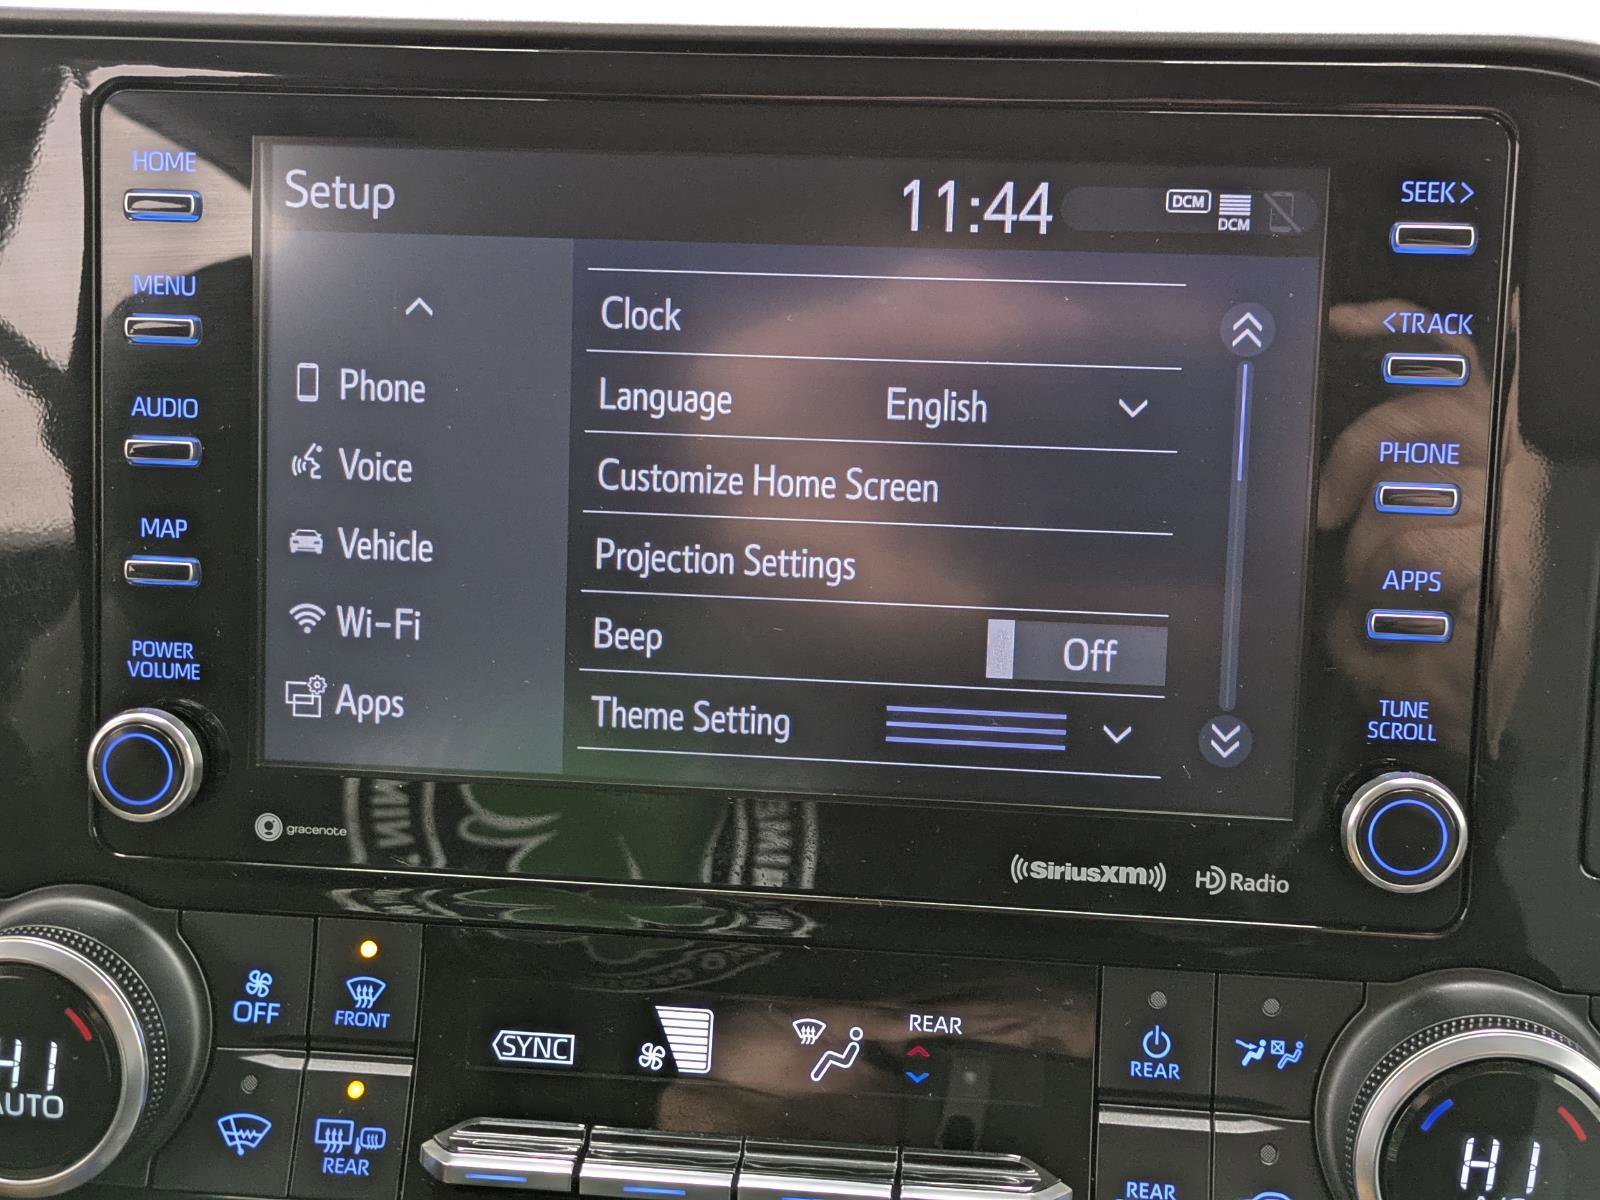 HOME
MENU
AUDIO
MAP
POWER
VOLUME
Setup
11:44
DCM
DCM
Phone
Voice
Vehicle
Wi-Fi
Apps
Clock
Language English
Customize Home Screen
Projection Settings
Beep Off
Theme Setting
SEEK>
<TRACK
PHONE
APPS
TUNE
SCROLL
gracenote
((SiriusXM))
HD Radio
OFF
FRONT
REAR
HI
AUTO
SYNC
REAR
REAR
REAR
HI